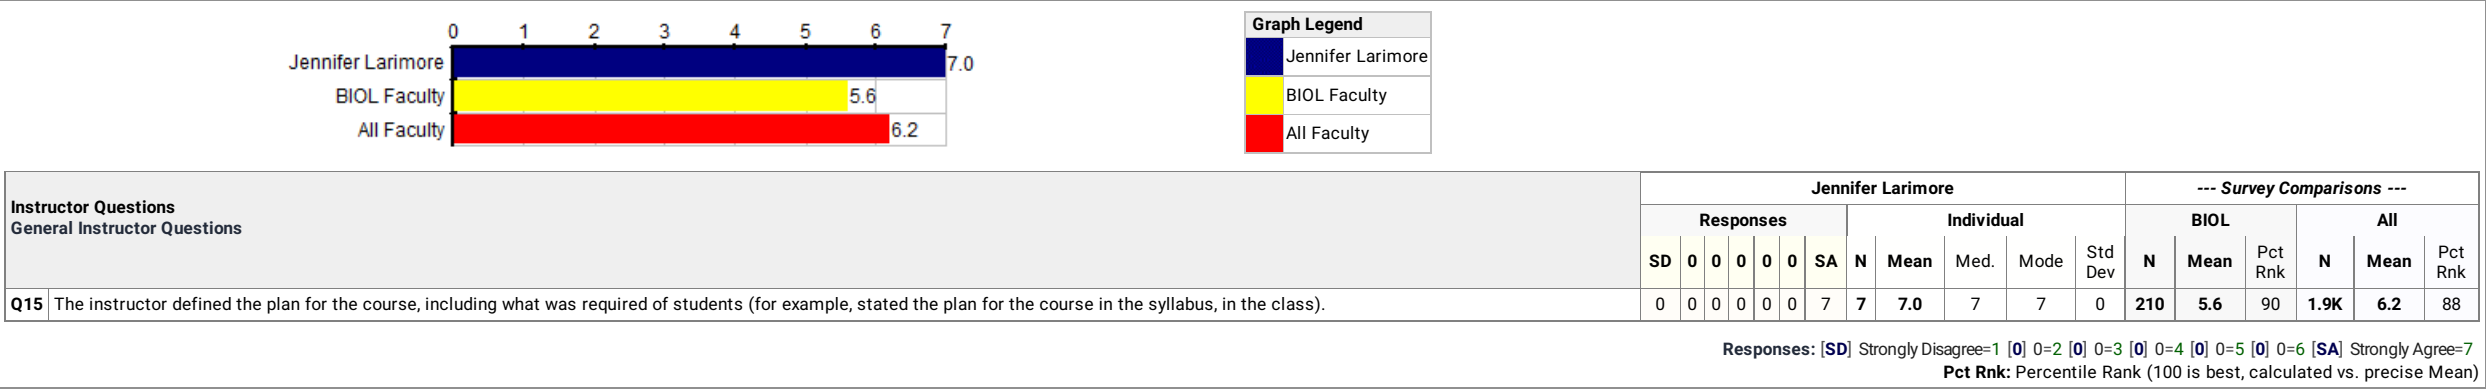 0 1 2 3 4 5 6 7
Jennifer Larimore 7.0
BIOL Faculty 5.6
All Faculty 6.2
Graph Legend
Jennifer Larimore
BIOL Faculty
All Faculty
Instructor Questions
General Instructor Questions
Jennifer Larimore --- Survey Comparisons ---
Responses Individual BIOL All
SD 0 0 0 0 0 SA N Mean Med. Mode Std Dev N Mean Pct Rnk N Mean Pct Rnk
Q15 The instructor defined the plan for the course, including what was required of students (for example, stated the plan for the course in the syllabus, in the class). 0 0 0 0 0 0 7 7 7.0 7 7 0 210 5.6 90 1.9K 6.2 88
Responses: [SD] Strongly Disagree=1 [0] 0=2 [0] 0=3 [0] 0=4 [0] 0=5 [0] 0=6 [SA] Strongly Agree=7
Pct Rnk: Percentile Rank (100 is best, calculated vs. precise Mean)